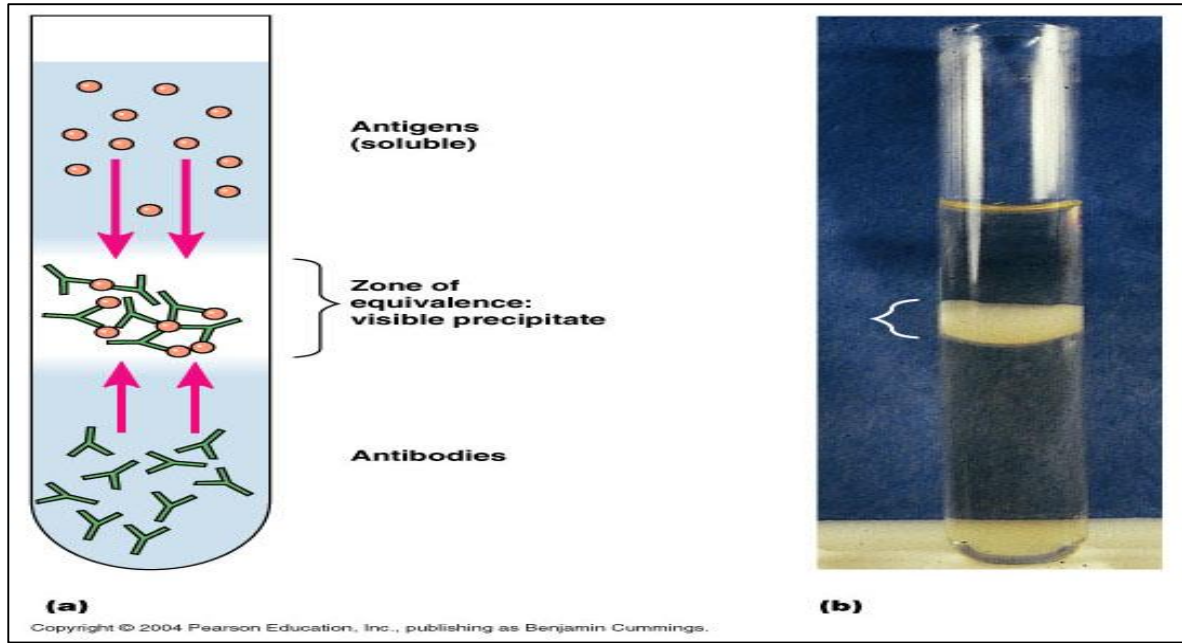 Antigens
(soluble)
Zone of
equivalence:
visible precipitate
Antibodies
(a)
(b)
Copyright © 2004 Pearson Education, Inc., publishing as Benjamin Cummings.